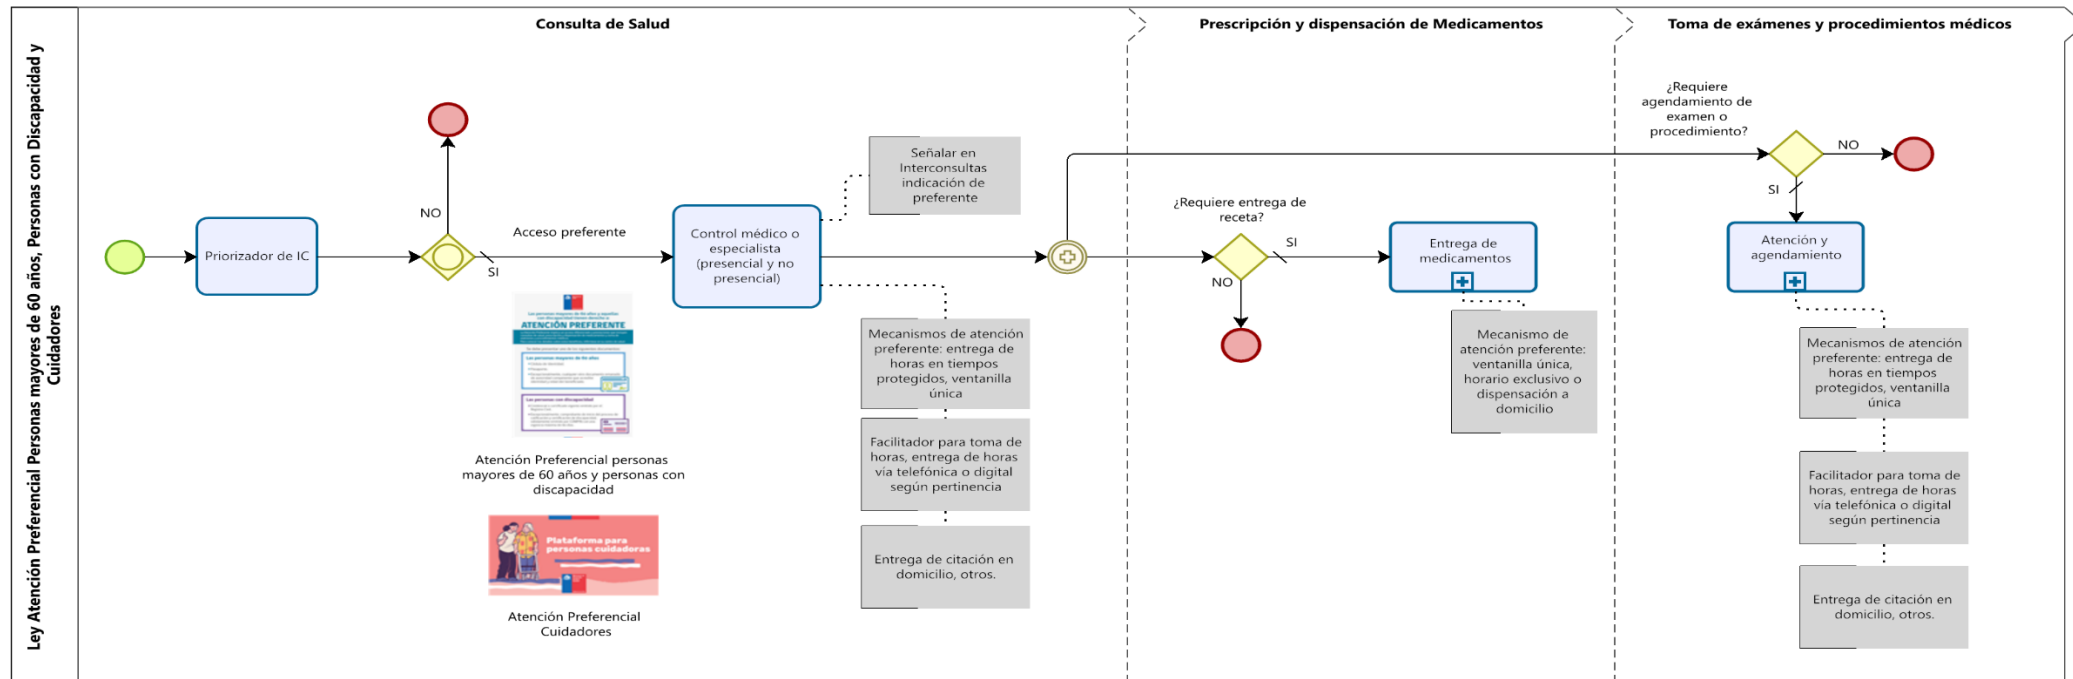 Ley Atención Preferencial Personas mayores de 60 años, Personas con Discapacidad y
Cuidadores
Consulta de Salud
Prescripción y dispensación de Medicamentos
Toma de exámenes y procedimientos médicos
Priorizador de IC
NO
SI
Acceso preferente
Control médico o
especialista
(presencial y no
presencial)
Señalar en
Interconsultas
indicación de
preferente
Mecanismos de atención
preferente: entrega de
horas en tiempos
protegidos, ventanilla
única
Facilitador para toma de
horas, entrega de horas
vía telefónica o digital
según pertinencia
Entrega de citación en
domicilio, otros.
ATENCIÓN PREFERENTE
Las personas con discapacidad
Atención Preferencial personas
mayores de 60 años y personas con
discapacidad
Plataforma para
personas cuidadoras
Atención Preferencial
Cuidadores
¿Requiere entrega de
receta?
SI
NO
Entrega de
medicamentos
Mecanismo de
atención preferente:
ventanilla única,
horario exclusivo o
dispensación a
domicilio
¿Requiere
agendamiento de
examen o
procedimiento?
NO
SI
Atención y
agendamiento
Mecanismos de atención
preferente: entrega de
horas en tiempos
protegidos, ventanilla
única
Facilitador para toma de
horas, entrega de horas
vía telefónica o digital
según pertinencia
Entrega de citación en
domicilio, otros.